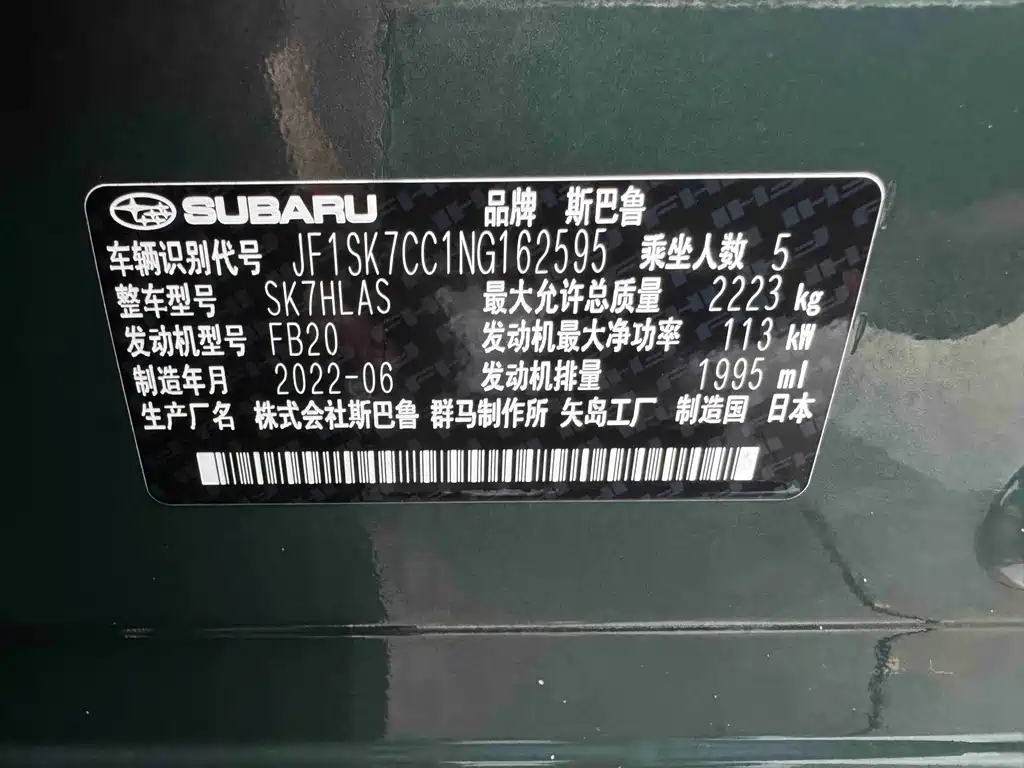 SUBARU 品牌 斯巴鲁
车辆识别代号 JF1SK7CC1NG162595 乘坐人数 5
整车型号 SK7HLAS 最大允许总质量 2223 kg
发动机型号 FB20 发动机最大净功率 113 kW
制造年月 2022-06 发动机排量 1995 ml
生产厂名 株式会社斯巴鲁 群马制作所 矢岛工厂 制造国 日本